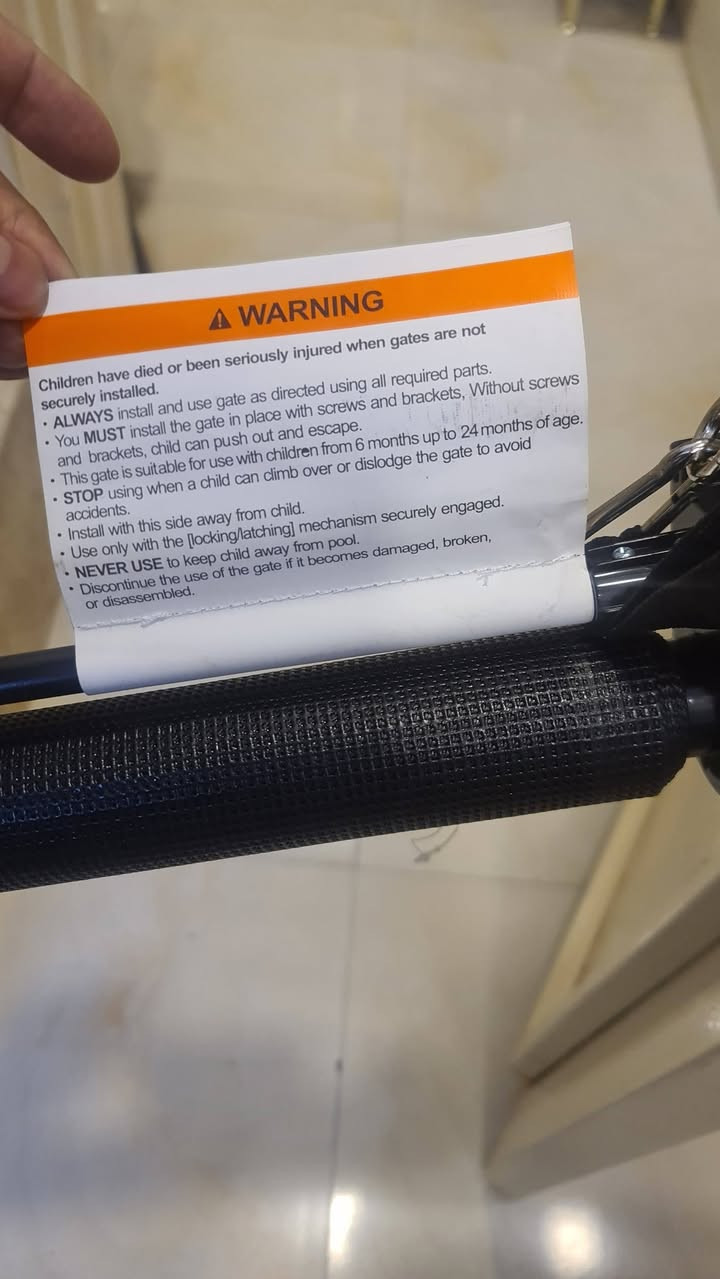 ⚠ WARNING
Children have died or been seriously injured when gates are not
securely installed.
• ALWAYS install and use gate as directed using all required parts.
• You MUST install the gate in place with screws and brackets, Without screws
and brackets, child can push out and escape.
• This gate is suitable for use with children from 6 months up to 24 months of age.
• STOP using when a child can climb over or dislodge the gate to avoid
accidents.
• Install with this side away from child.
• Use only with the [locking/latching] mechanism securely engaged.
• NEVER USE to keep child away from pool.
• Discontinue the use of the gate if it becomes damaged, broken,
or disassembled.